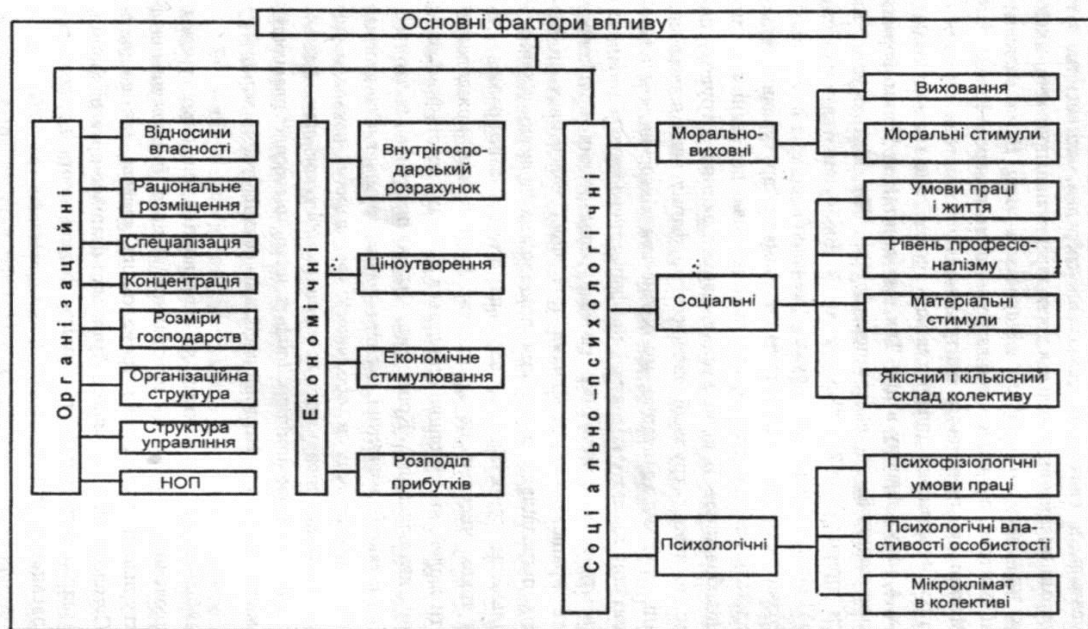 Основні фактори впливу
Організаційні
Відносини
власності
Раціональне
розміщення
Спеціалізація
Концентрація
Розміри
господарств
Організаційна
структура
Структура
управління
НОП
Економічні
Внутрігоспо-
дарський
розрахунок
Ціноутворення
Економічне
стимулювання
Розподіл
прибутків
Соціально–психологічні
Морально-
виховні
Виховання
Моральні стимули
Соціальні
Умови праці
і життя
Рівень професіо-
налізму
Матеріальні
стимули
Якісний і кількісний
склад колективу
Психологічні
Психофізіологічні
умови праці
Психологічні вла-
стивості особистості
Мікроклімат
в колективі